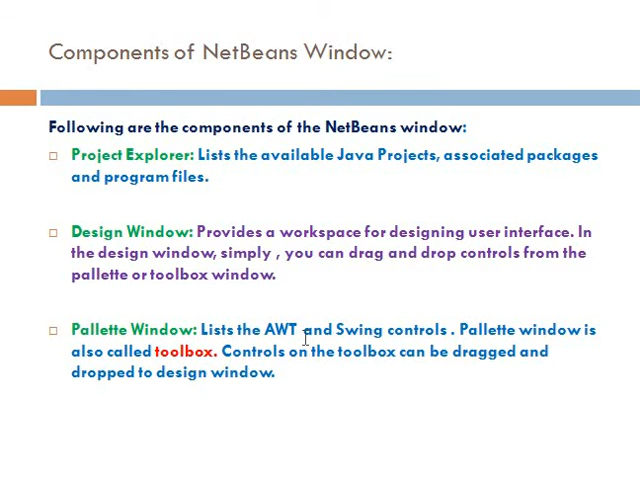 Components of NetBeans Window:
Following are the components of the NetBeans window:
Project Explorer: Lists the available Java Projects, associated packages
and program files.
Design Window: Provides a workspace for designing user interface. In
the design window, simply , you can drag and drop controls from the
pallette or toolbox window.
Pallette Window: Lists the AWT and Swing controls . Pallette window is
also called toolbox. Controls on the toolbox can be dragged and
dropped to design window.